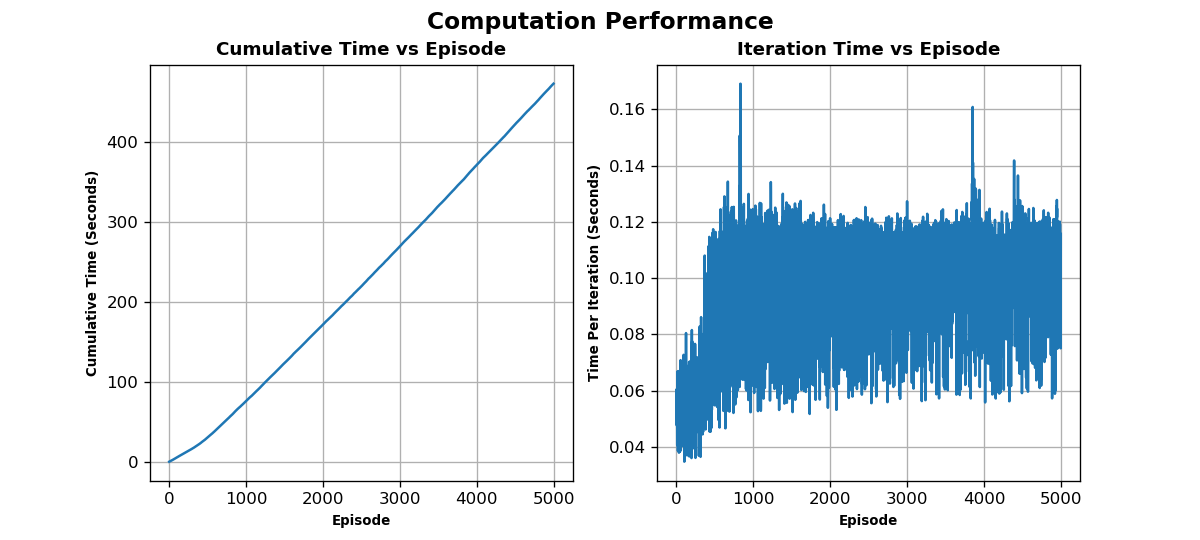 Computation Performance
Cumulative Time vs Episode
Cumulative Time (Seconds)
400
300
200
100
0
0 1000 2000 3000 4000 5000
Episode
Iteration Time vs Episode
Time Per Iteration (Seconds)
0.16
0.14
0.12
0.10
0.08
0.06
0.04
0 1000 2000 3000 4000 5000
Episode